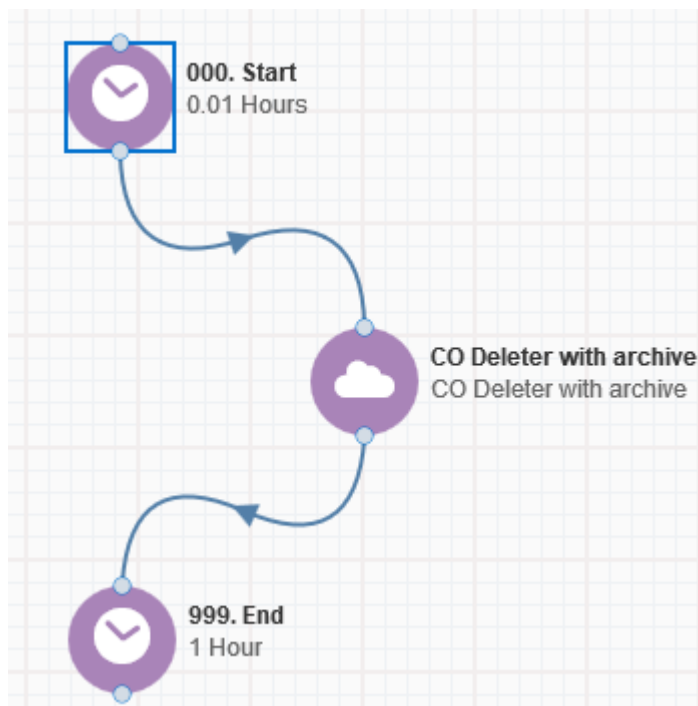 000. Start
0.01 Hours
CO Deleter with archive
CO Deleter with archive
999. End
1 Hour